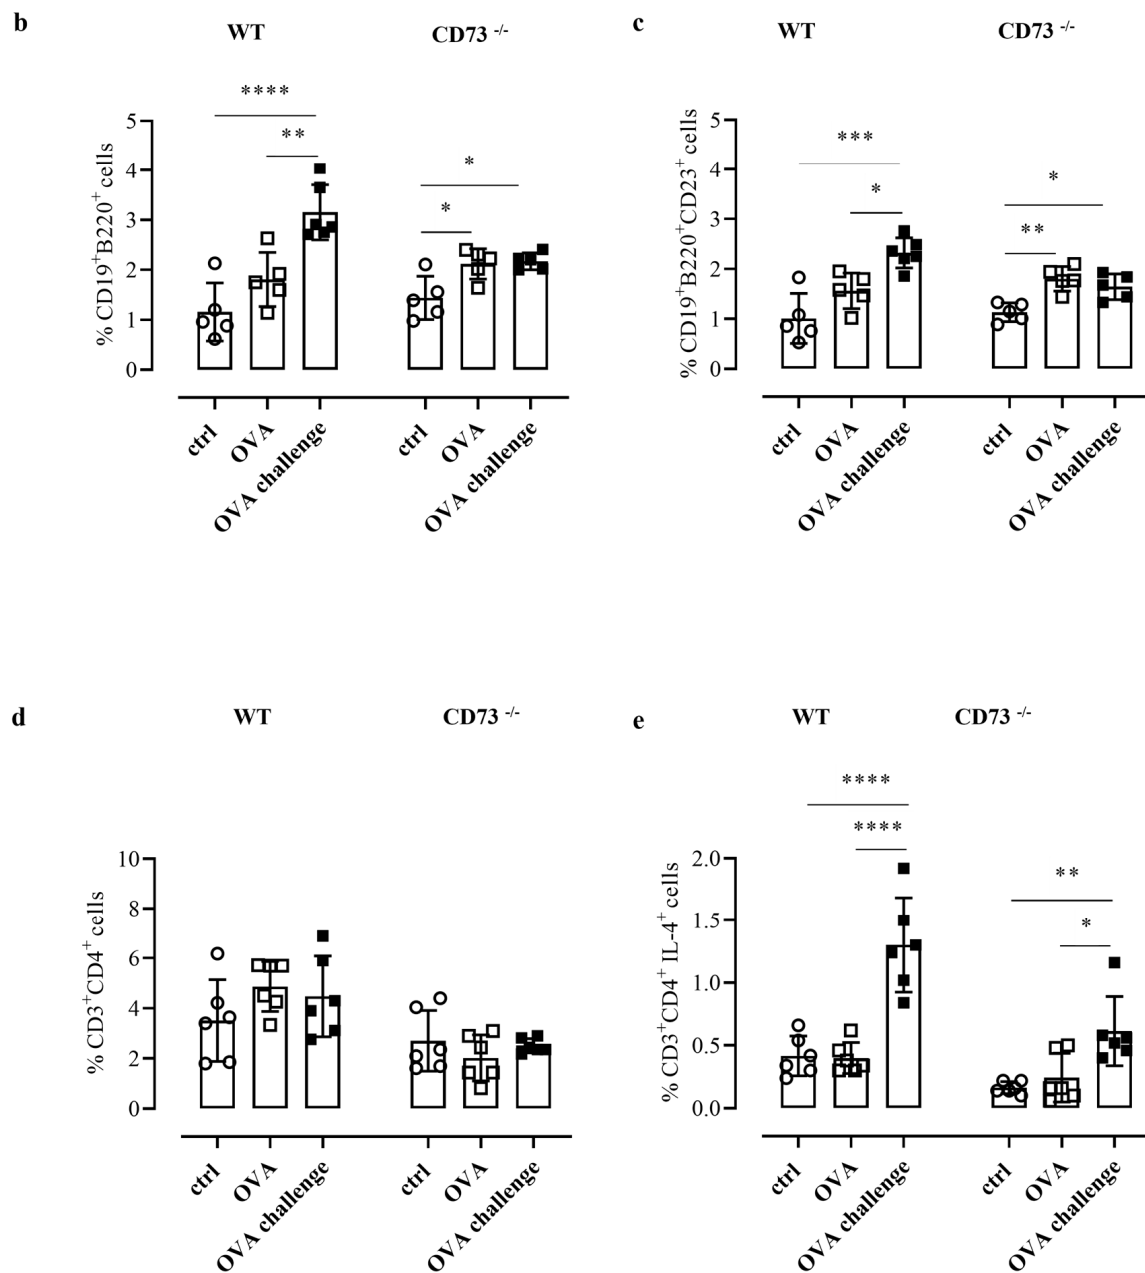 b
WT
CD73 -/-
****
**
*
*
% CD19+B220+ cells
5
4
3
2
1
0
ctrl
OVA
OVA challenge
ctrl
OVA
OVA challenge
c
WT
CD73 -/-
***
*
*
**
% CD19+B220+CD23+ cells
5
4
3
2
1
0
ctrl
OVA
OVA challenge
ctrl
OVA
OVA challenge
d
WT
CD73 -/-
% CD3+CD4+ cells
10
8
6
4
2
0
ctrl
OVA
OVA challenge
ctrl
OVA
OVA challenge
e
WT
CD73 -/-
****
****
**
*
% CD3+CD4+ IL-4+ cells
2.0
1.5
1.0
0.5
0.0
ctrl
OVA
OVA challenge
ctrl
OVA
OVA challenge